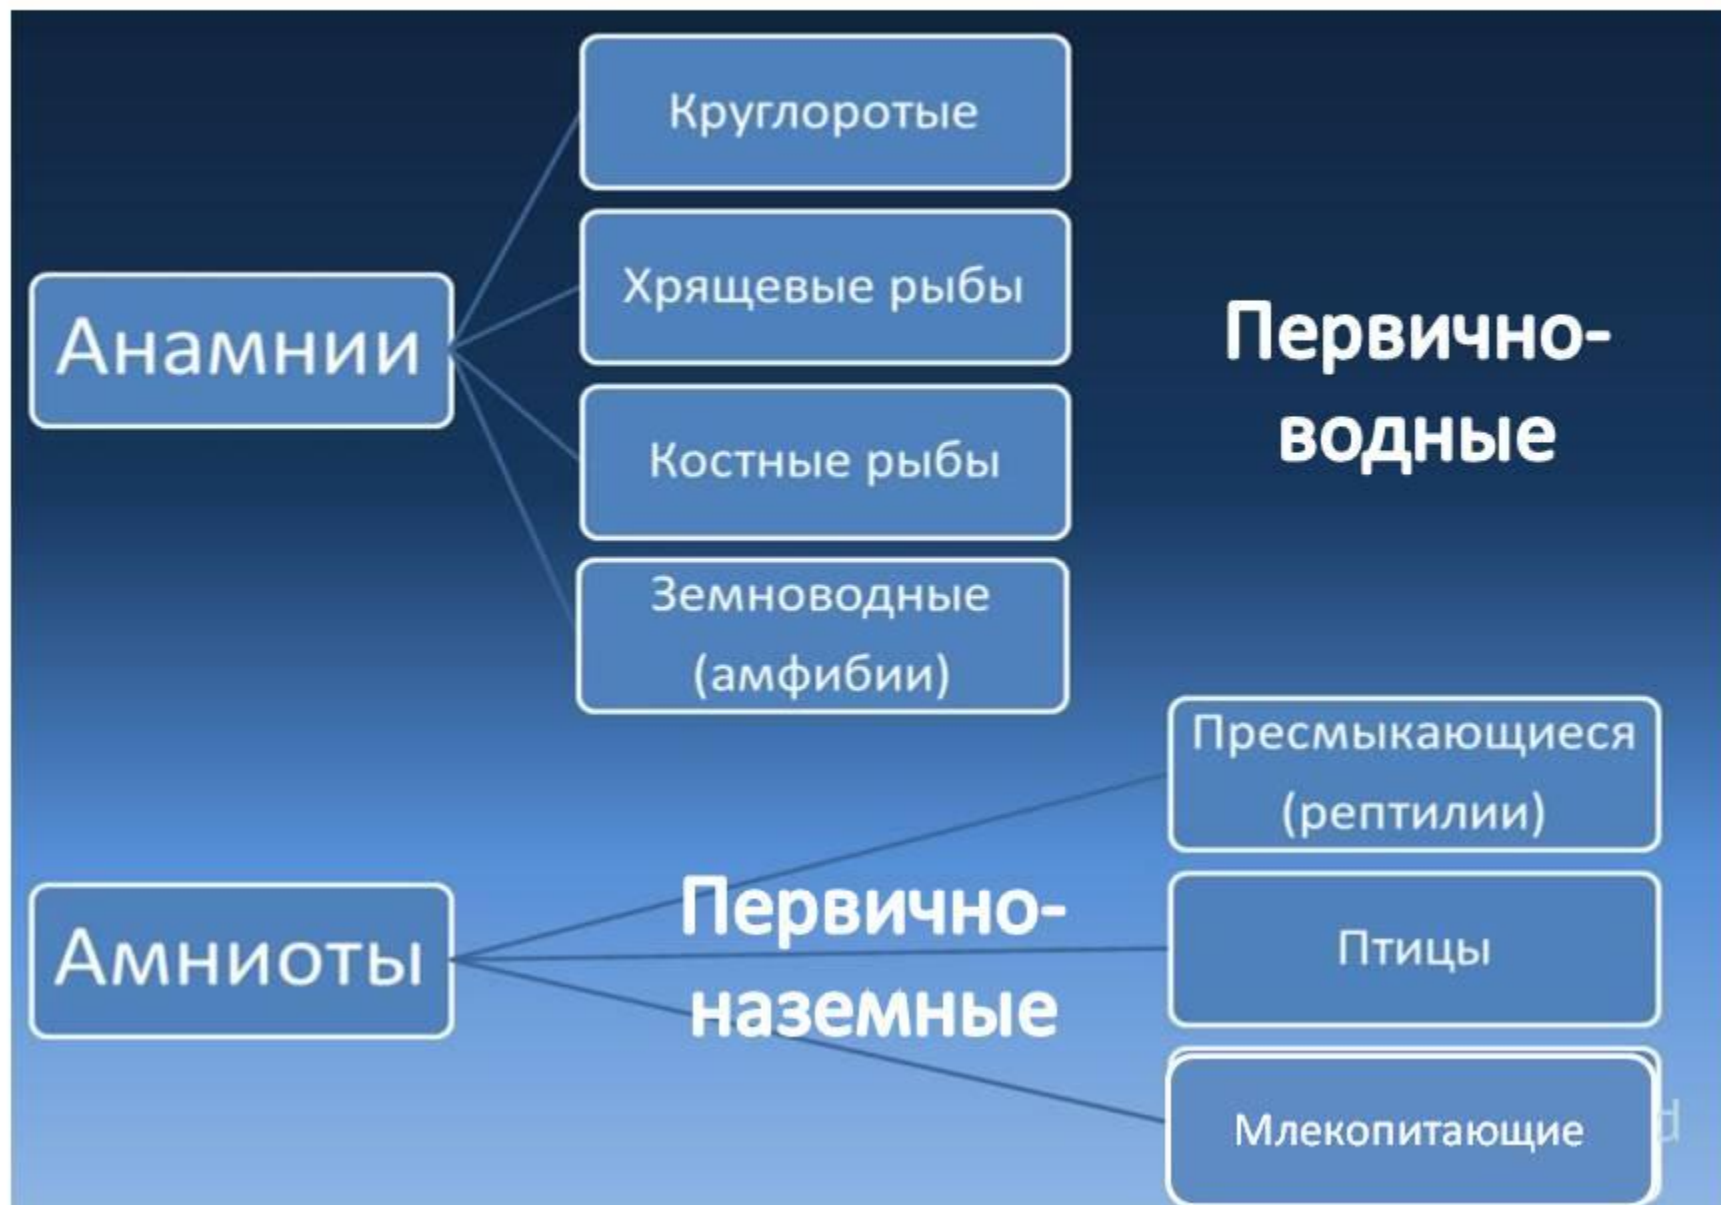 Анамнии
Круглоротые
Хрящевые рыбы
Костные рыбы
Земноводные
(амфибии)
Первично-
водные
Амниоты
Первично-
наземные
Пресмыкающиеся
(рептилии)
Птицы
Млекопитающие